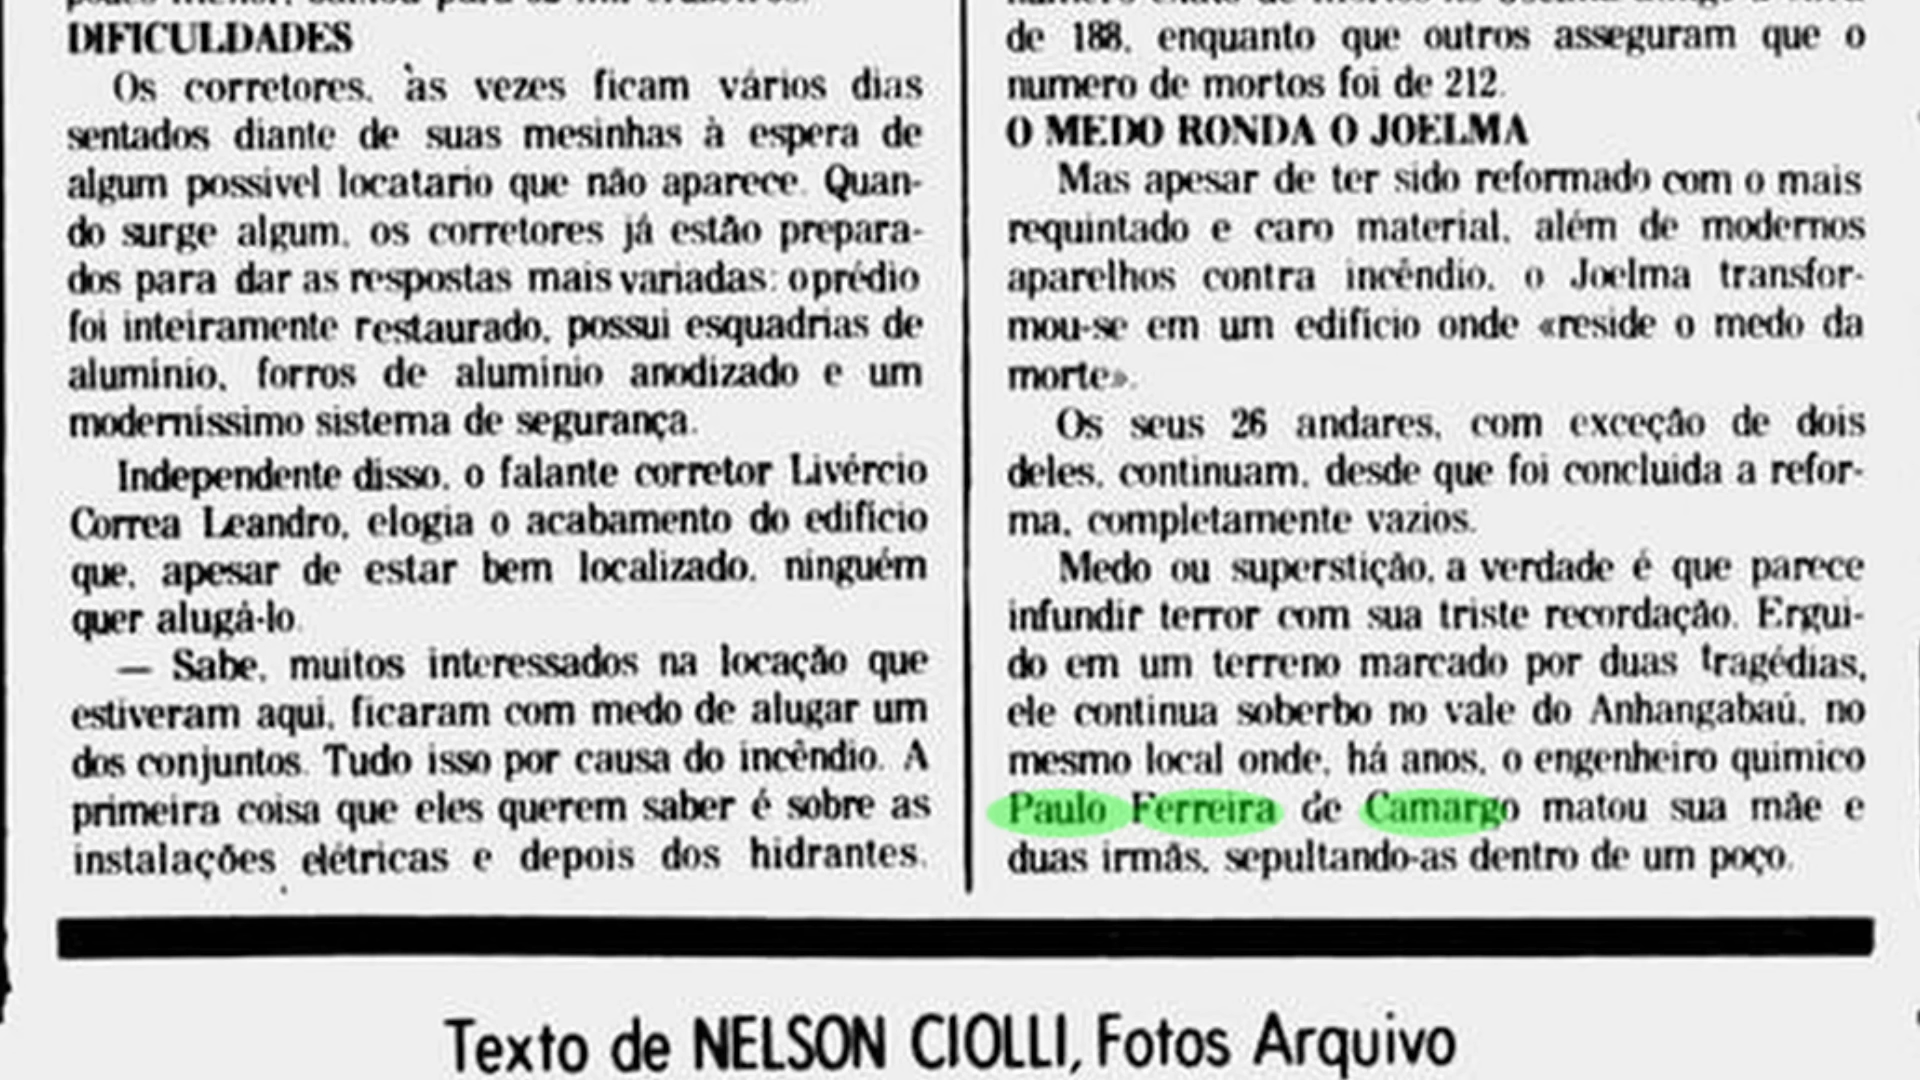 DIFICULDADES
Os corretores, às vezes ficam vários dias
sentados diante de suas mesinhas à espera de
algum possivel locatario que não aparece. Quan-
do surge algum, os corretores já estão prepara-
dos para dar as respostas mais variadas: o prédio
foi inteiramente restaurado, possui esquadrias de
alumínio, forros de alumínio anodizado e um
moderníssimo sistema de segurança.
Independente disso, o falante corretor Livércio
Correa Leandro, elogia o acabamento do edifício
que, apesar de estar bem localizado, ninguém
quer alugá-lo.
— Sabe, muitos interessados na locação que
estiveram aqui, ficaram com medo de alugar um
dos conjuntos. Tudo isso por causa do incêndio. A
primeira coisa que eles querem saber é sobre as
instalações elétricas e depois dos hidrantes.
de 188, enquanto que outros asseguram que o
numero de mortos foi de 212.
O MEDO RONDA O JOELMA
Mas apesar de ter sido reformado com o mais
requintado e caro material, além de modernos
aparelhos contra incêndio, o Joelma transfor-
mou-se em um edifício onde «reside o medo da
morte».
Os seus 26 andares, com exceção de dois
deles, continuam, desde que foi concluida a refor-
ma, completamente vazios.
Medo ou superstição, a verdade é que parece
infundir terror com sua triste recordação. Ergui-
do em um terreno marcado por duas tragédias,
ele continua soberbo no vale do Anhangabaú, no
mesmo local onde, há anos, o engenheiro quimico
Paulo Ferreira de Camargo matou sua mãe e
duas irmãs, sepultando-as dentro de um poço.
Texto de NELSON CIOLLI, Fotos Arquivo